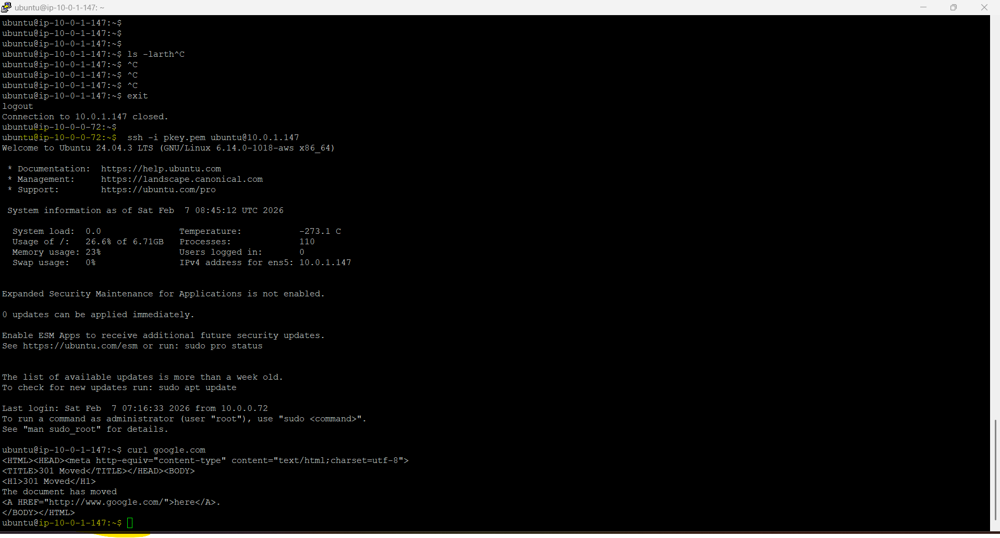 ubuntu@ip-10-0-1-147: ~
ubuntu@ip-10-0-1-147:~$
ubuntu@ip-10-0-1-147:~$
ubuntu@ip-10-0-1-147:~$
ubuntu@ip-10-0-1-147:~$ ls -larth^C
ubuntu@ip-10-0-1-147:~$ ^C
ubuntu@ip-10-0-1-147:~$ ^C
ubuntu@ip-10-0-1-147:~$ ^C
ubuntu@ip-10-0-1-147:~$ exit
logout
Connection to 10.0.1.147 closed.
ubuntu@ip-10-0-0-72:~$
ubuntu@ip-10-0-0-72:~$  ssh -i pkey.pem ubuntu@10.0.1.147
Welcome to Ubuntu 24.04.3 LTS (GNU/Linux 6.14.0-1018-aws x86_64)

 * Documentation:  https://help.ubuntu.com
 * Management:     https://landscape.canonical.com
 * Support:        https://ubuntu.com/pro

 System information as of Sat Feb  7 08:45:12 UTC 2026

  System load:  0.0               Temperature:           -273.1 C
  Usage of /:   26.6% of 6.71GB   Processes:             110
  Memory usage: 23%               Users logged in:       0
  Swap usage:   0%                IPv4 address for ens5: 10.0.1.147

Expanded Security Maintenance for Applications is not enabled.

0 updates can be applied immediately.

Enable ESM Apps to receive additional future security updates.
See https://ubuntu.com/esm or run: sudo pro status

The list of available updates is more than a week old.
To check for new updates run: sudo apt update

Last login: Sat Feb  7 07:16:33 2026 from 10.0.0.72
To run a command as administrator (user "root"), use "sudo <command>".
See "man sudo_root" for details.

ubuntu@ip-10-0-1-147:~$ curl google.com
<HTML><HEAD><meta http-equiv="content-type" content="text/html;charset=utf-8">
<TITLE>301 Moved</TITLE></HEAD><BODY>
<H1>301 Moved</H1>
The document has moved
<A HREF="http://www.google.com/">here</A>.
</BODY></HTML>
ubuntu@ip-10-0-1-147:~$